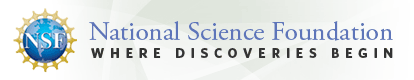 NSF
National Science Foundation
WHERE DISCOVERIES BEGIN